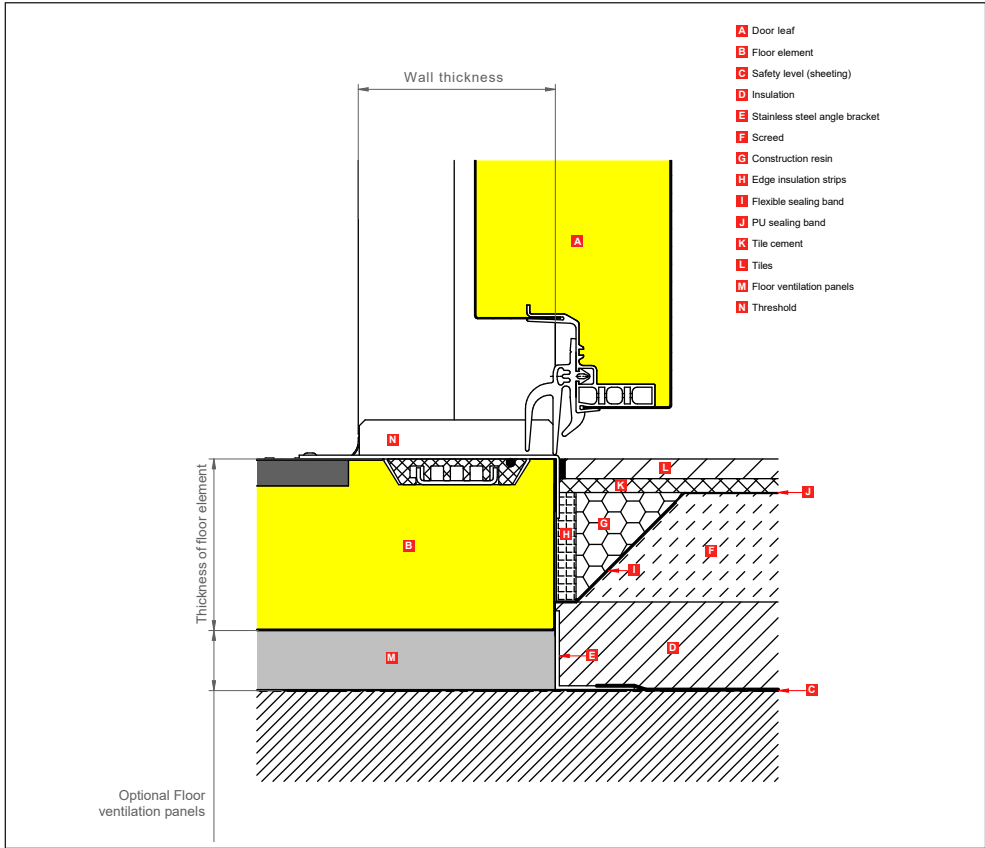 Wall thickness
A Door leaf
B Floor element
C Safety level (sheeting)
D Insulation
E Stainless steel angle bracket
F Screed
G Construction resin
H Edge insulation strips
I Flexible sealing band
J PU sealing band
K Tile cement
L Tiles
M Floor ventilation panels
N Threshold
A
N
L
K
J
G
H
F
B
I
Thickness of floor element
E
D
M
C
Optional Floor
ventilation panels